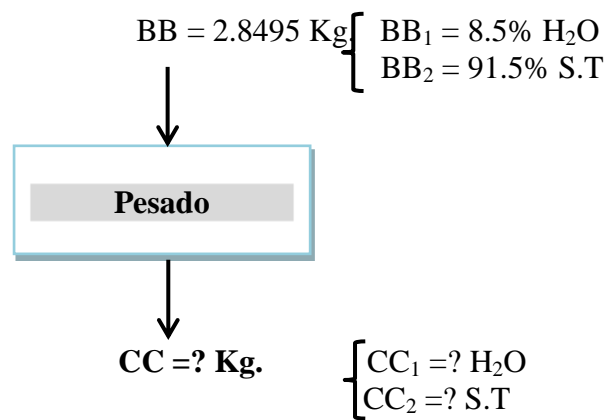 BB = 2.8495 Kg. BB₁ = 8.5% H₂O
BB₂ = 91.5% S.T
Pesado
CC =? Kg. CC₁ =? H₂O
CC₂ =? S.T